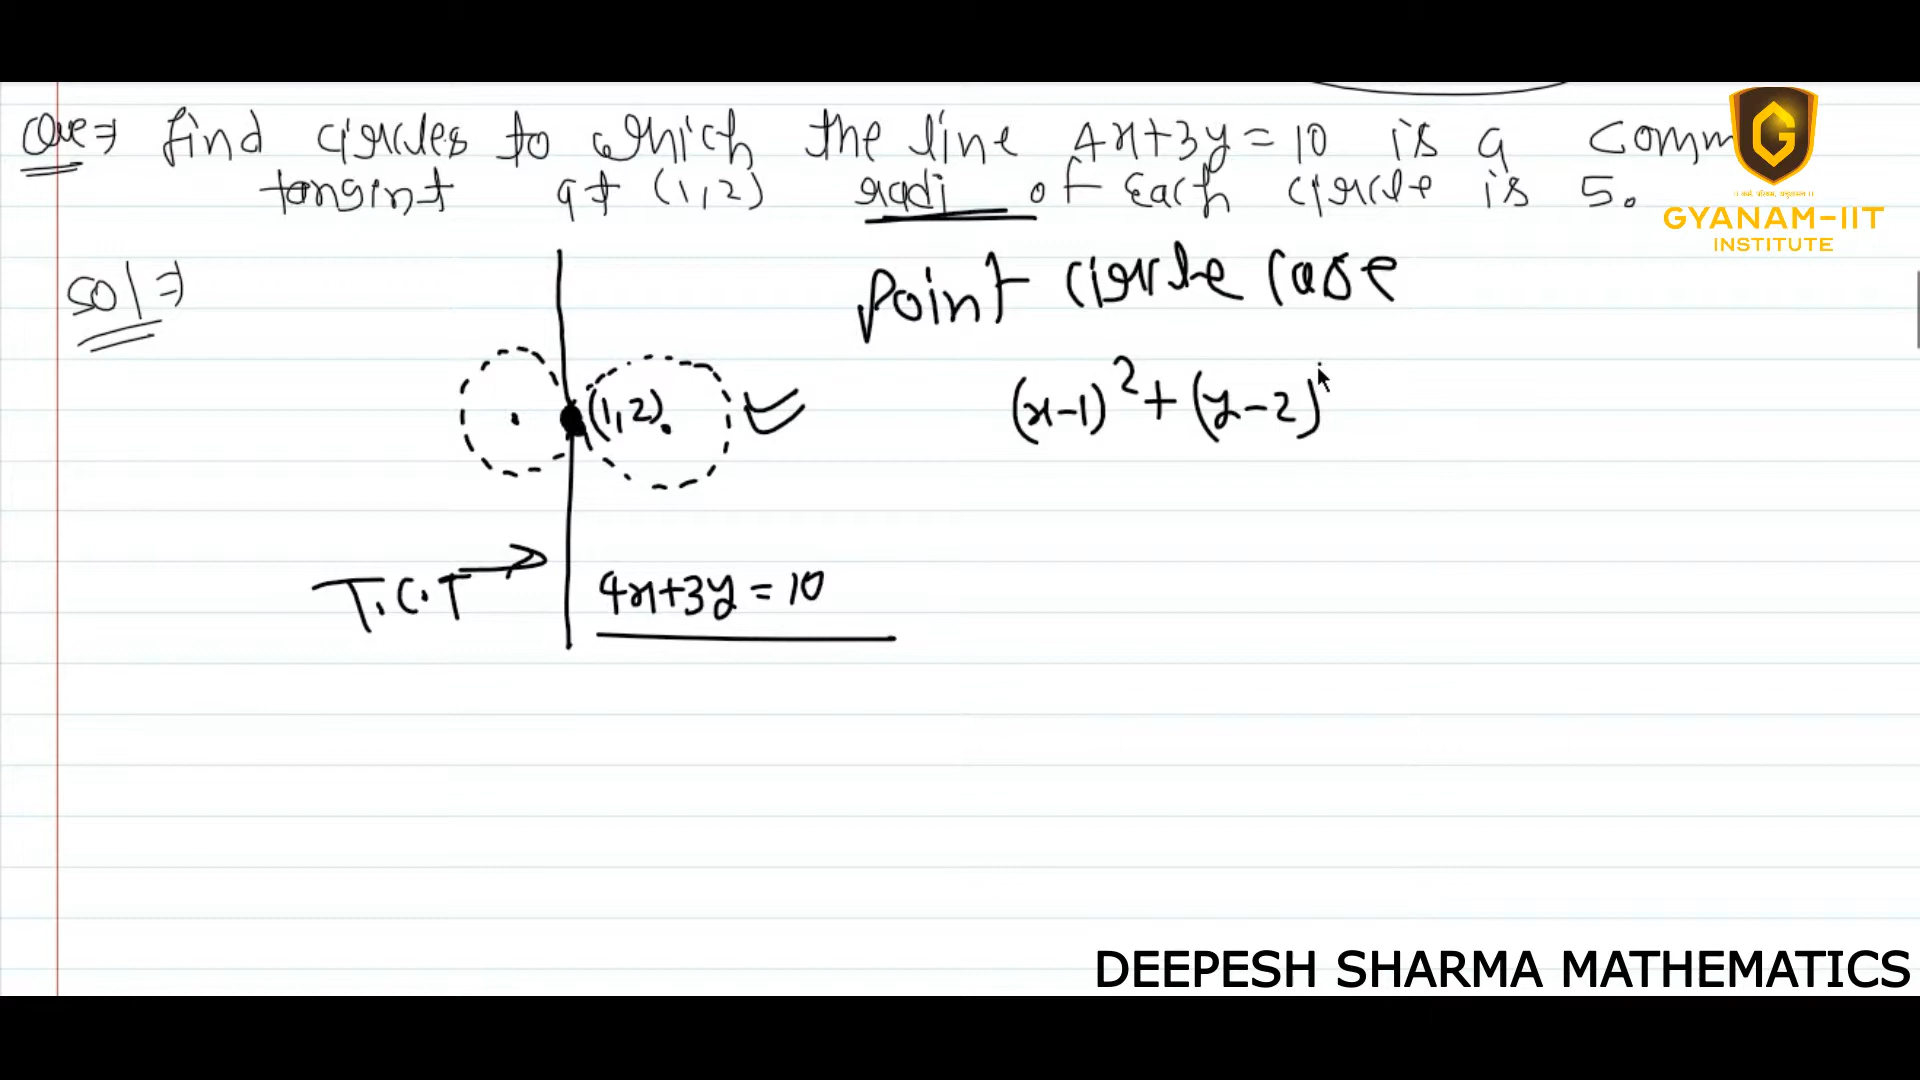 Que⇒ find circles to which the line 4x+3y=10 is a comm
tangint at (1,2) radi of Each circle is 5.
GYANAM-IIT
INSTITUTE
Sol⇒
Point circle case
(1,2)
(x-1)²+(y-2)
T.C.T → 4x+3y=10
DEEPESH SHARMA MATHEMATICS